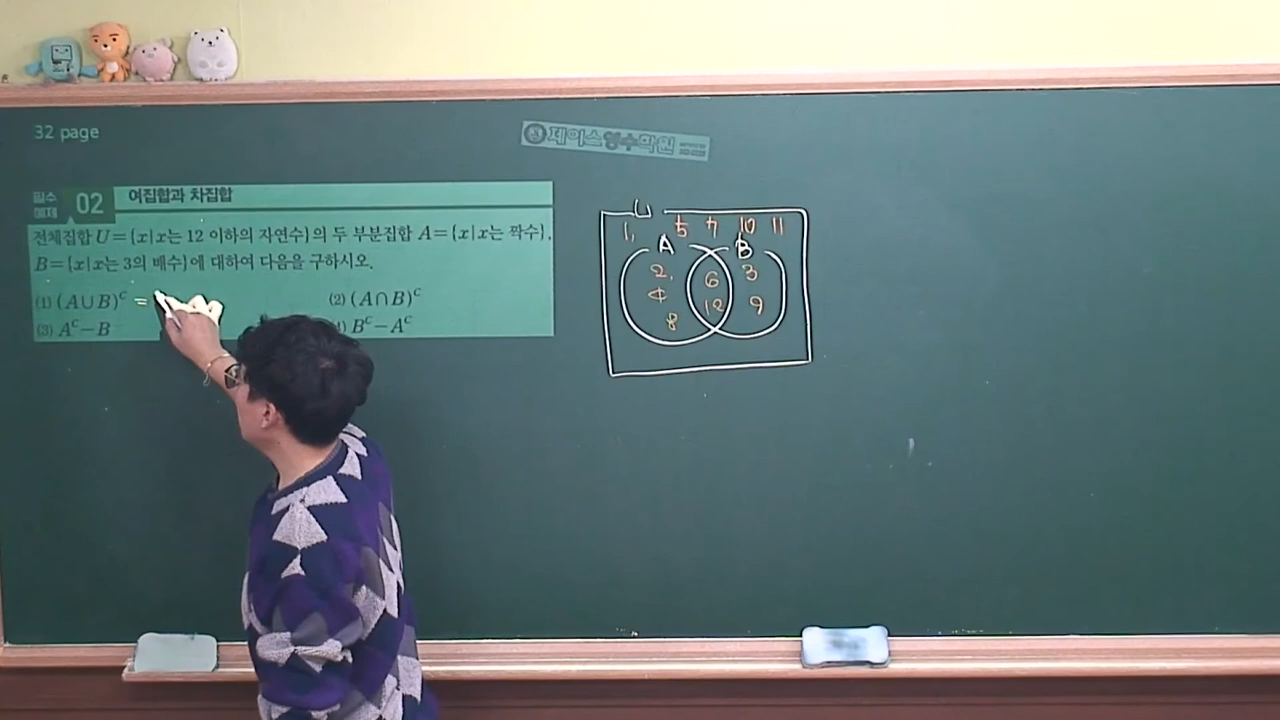 32 page
제이스영수학원
필수
예제 02 여집합과 차집합
전체집합 U={x|x는 12 이하의 자연수}의 두 부분집합 A={x|x는 짝수},
B={x|x는 3의 배수}에 대하여 다음을 구하시오.
(1) (A∪B)^C =
(2) (A∩B)^C
(3) A^C-B
B^C-A^C
U
1, 5 7 10 11
A B
2, 6 3
4 12 9
8